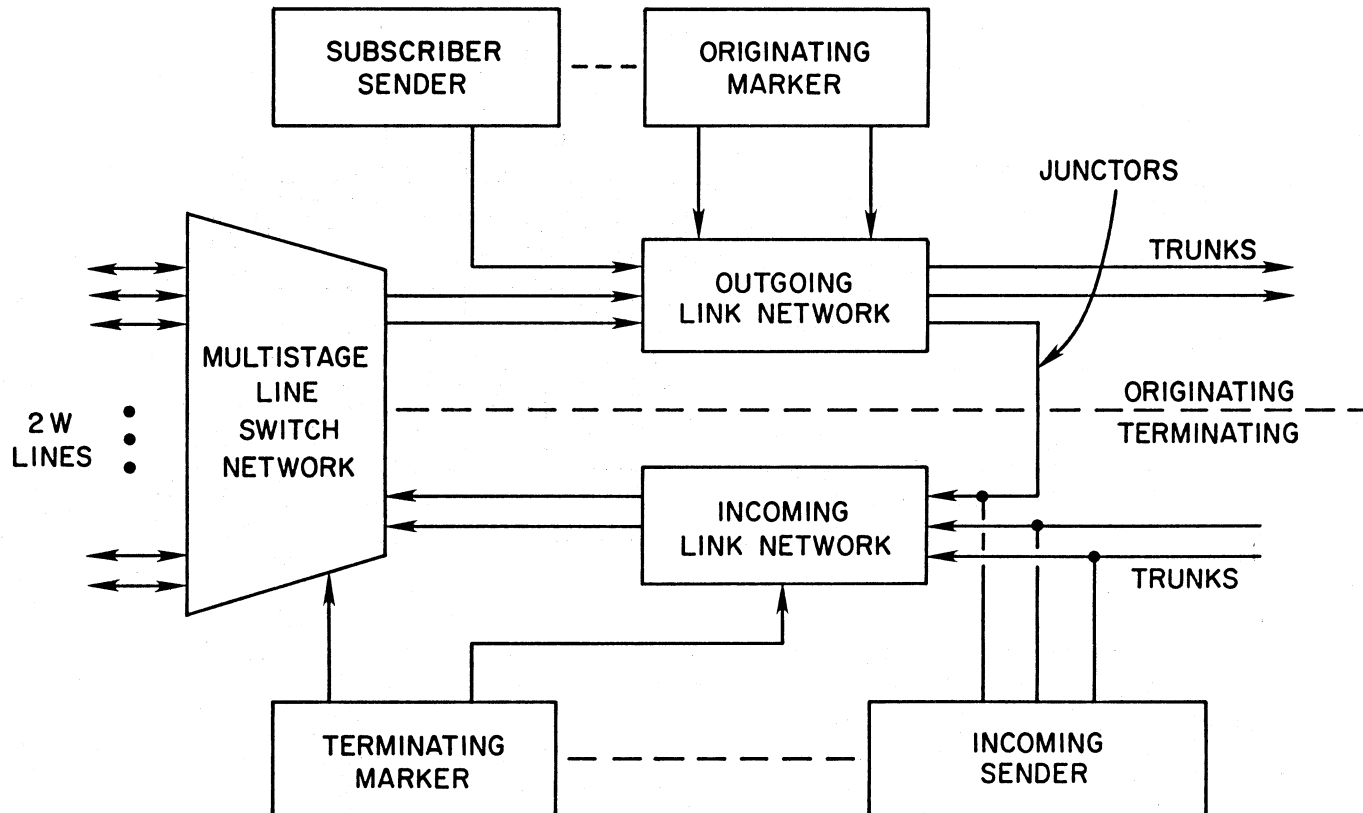 SUBSCRIBER
SENDER
ORIGINATING
MARKER
JUNCTORS
TRUNKS
OUTGOING
LINK NETWORK
MULTISTAGE
LINE
SWITCH
NETWORK
2W
LINES
ORIGINATING
TERMINATING
INCOMING
LINK NETWORK
TRUNKS
TERMINATING
MARKER
INCOMING
SENDER